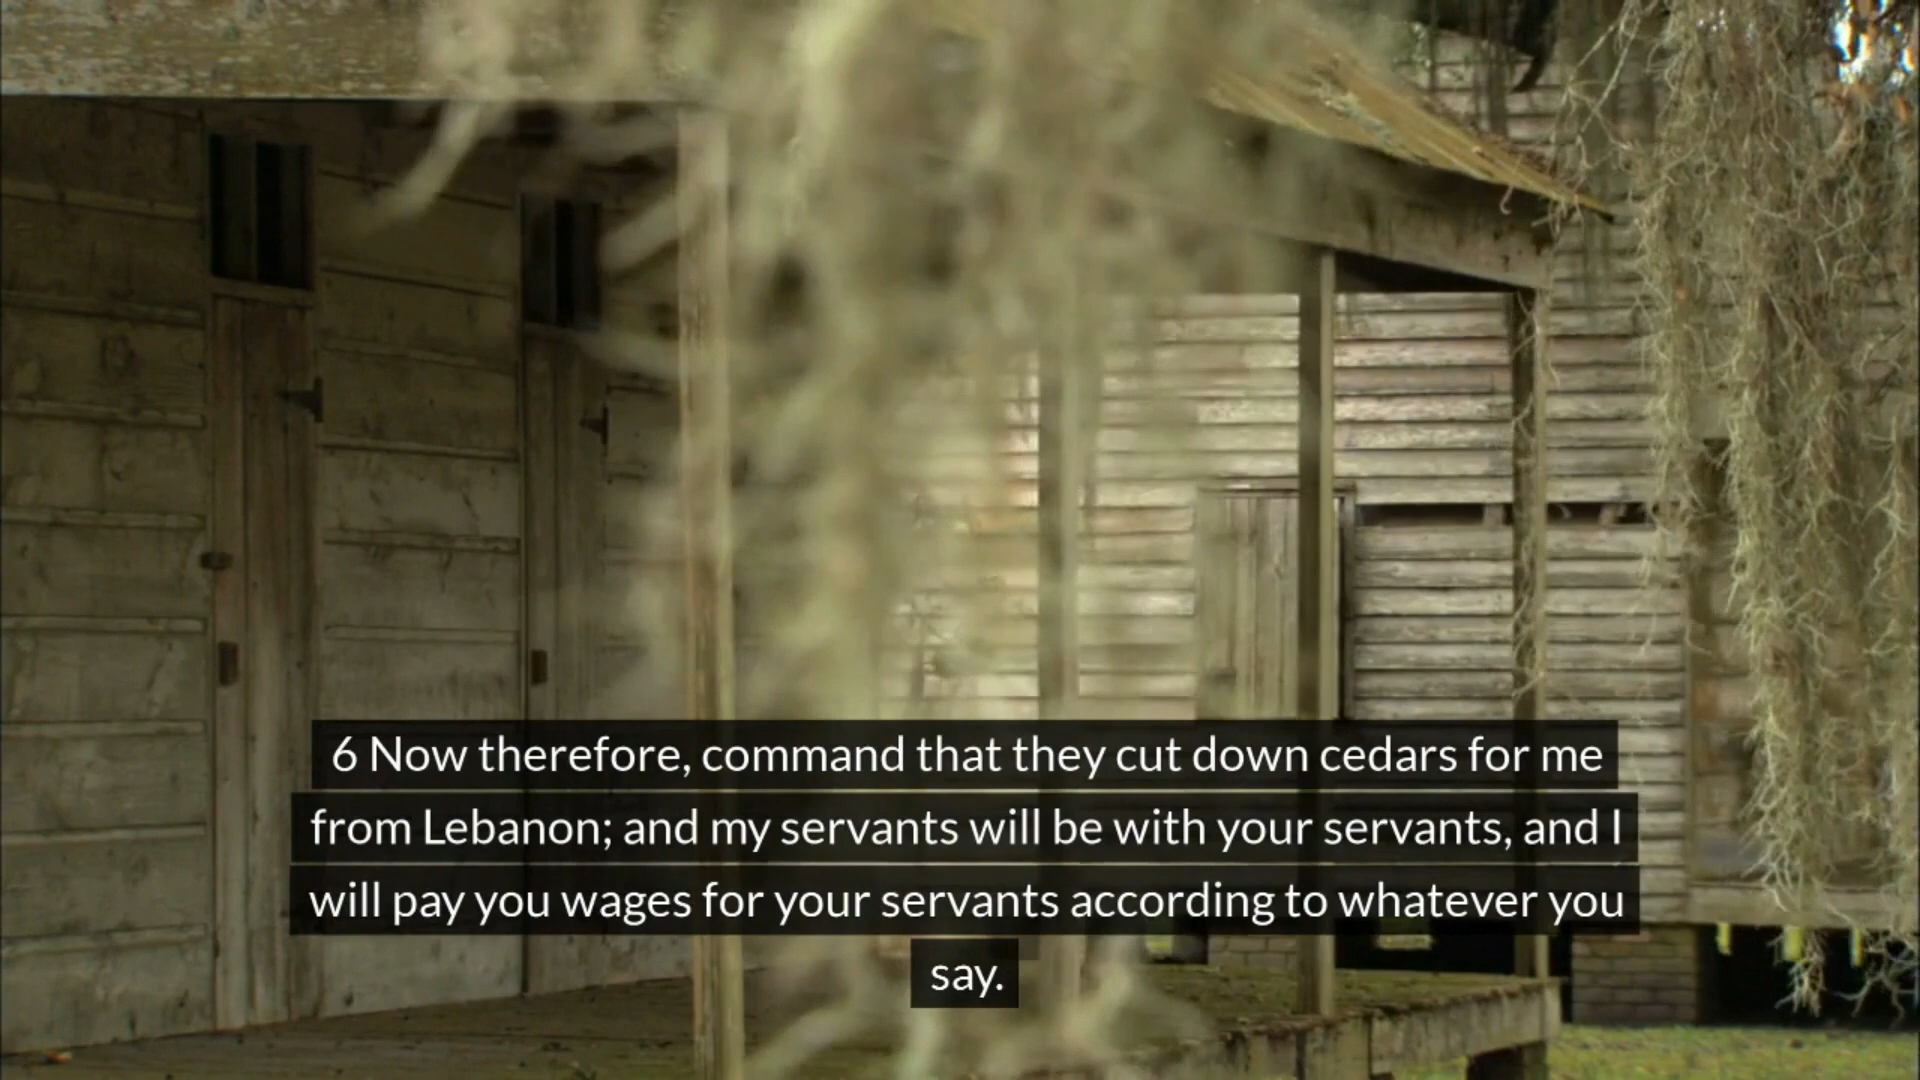 6 Now therefore, command that they cut down cedars for me
from Lebanon; and my servants will be with your servants, and I
will pay you wages for your servants according to whatever you
say.